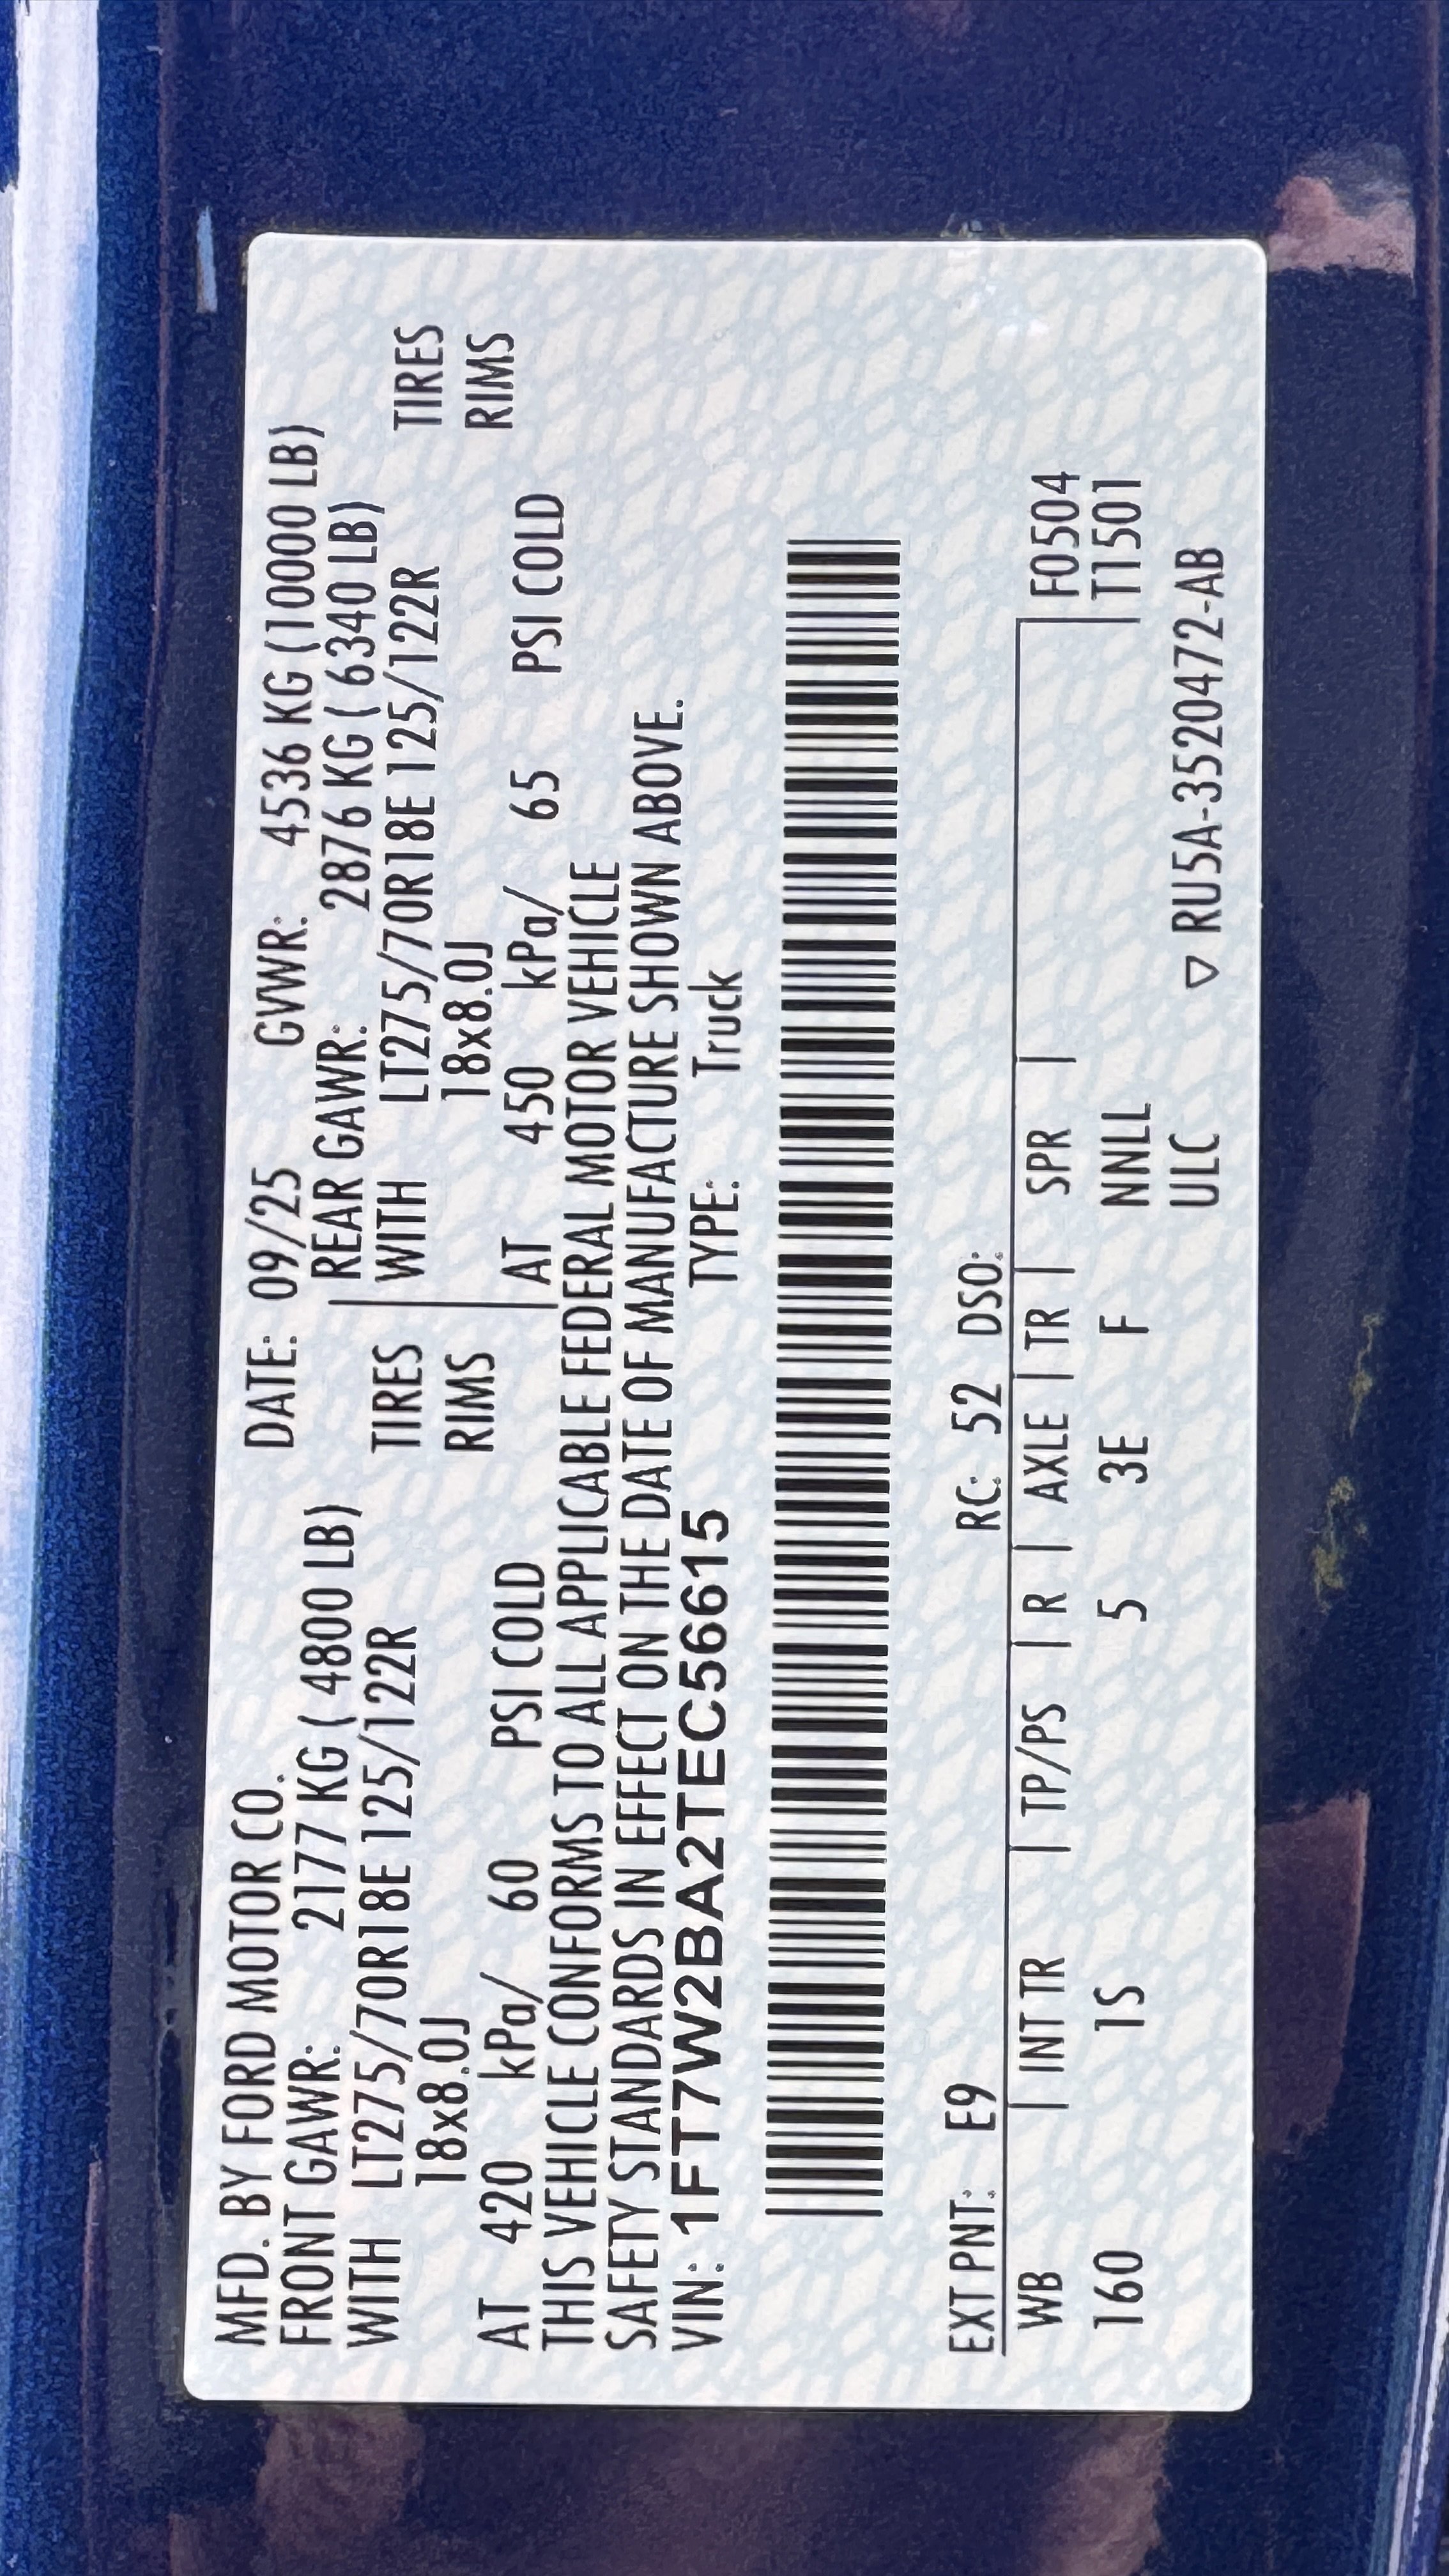 MFD. BY FORD MOTOR CO. DATE: 09/25 GVWR: 4536 KG (10000 LB)
FRONT GAWR: 2177 KG ( 4800 LB) REAR GAWR: 2876 KG ( 6340 LB)
WITH LT275/70R18E 125/122R TIRES WITH LT275/70R18E 125/122R TIRES
18x8.0J RIMS 18x8.0J RIMS
AT 420 kPa/ 60 PSI COLD AT 450 kPa/ 65 PSI COLD
THIS VEHICLE CONFORMS TO ALL APPLICABLE FEDERAL MOTOR VEHICLE
SAFETY STANDARDS IN EFFECT ON THE DATE OF MANUFACTURE SHOWN ABOVE.
VIN: 1FT7W2BA2TEC56615 TYPE: Truck
EXT PNT: E9 RC: 52 DSO:
WB | INT TR | TP/PS | R | AXLE | TR | SPR | F0504
160 1S 5 3E F NNLL T1501
ULC ▽ RU5A-3520472-AB